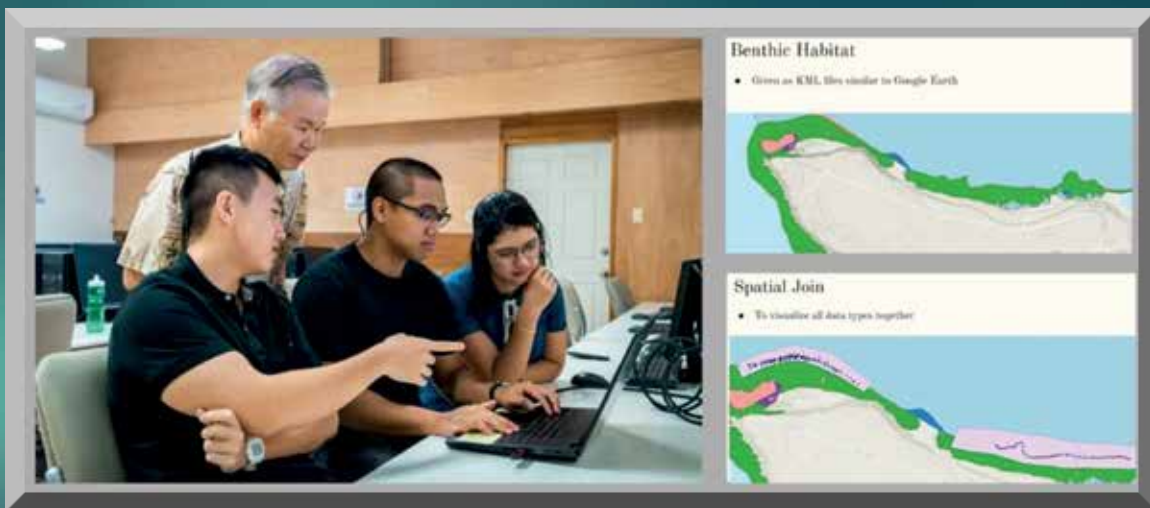 Benthic Habitat
• Given as KML files similar to Google Earth
Spatial Join
• To visualize all data types together